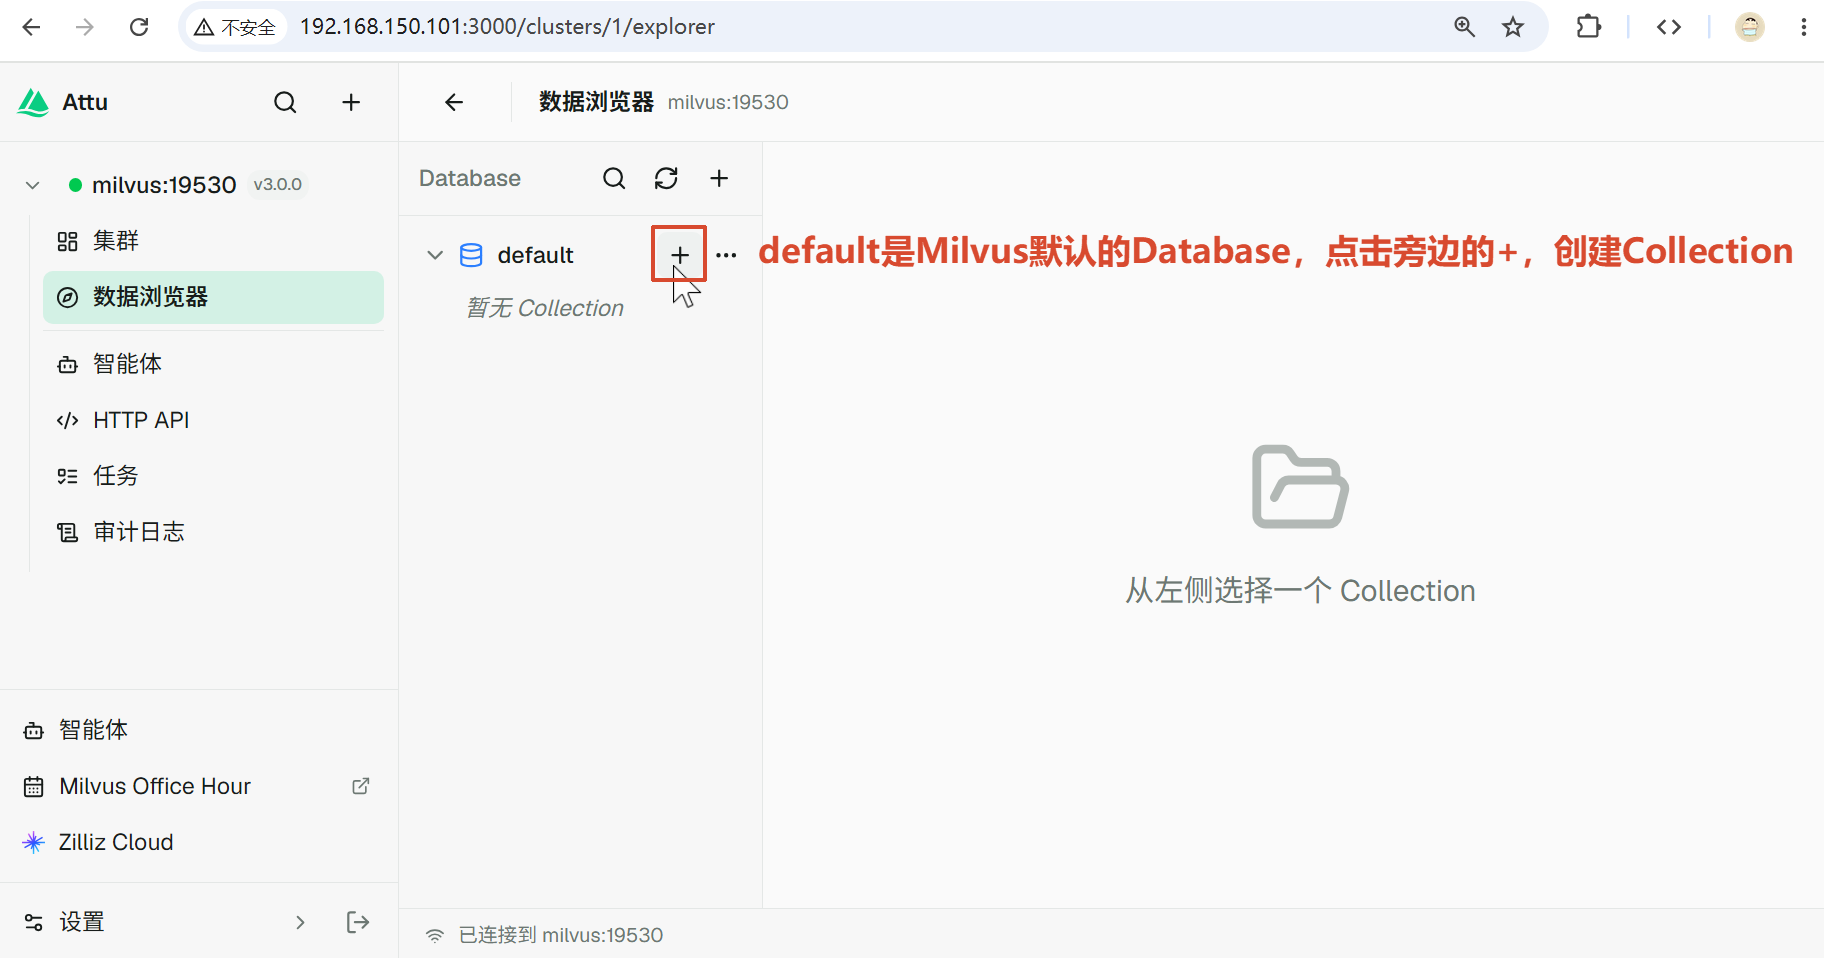 不安全
192.168.150.101:3000/clusters/1/explorer
Attu
数据浏览器 milvus:19530
milvus:19530 v3.0.0
集群
数据浏览器
智能体
HTTP API
任务
审计日志
智能体
Milvus Office Hour
Zilliz Cloud
设置
Database
default
default是Milvus默认的Database，点击旁边的+，创建Collection
暂无 Collection
从左侧选择一个 Collection
已连接到 milvus:19530